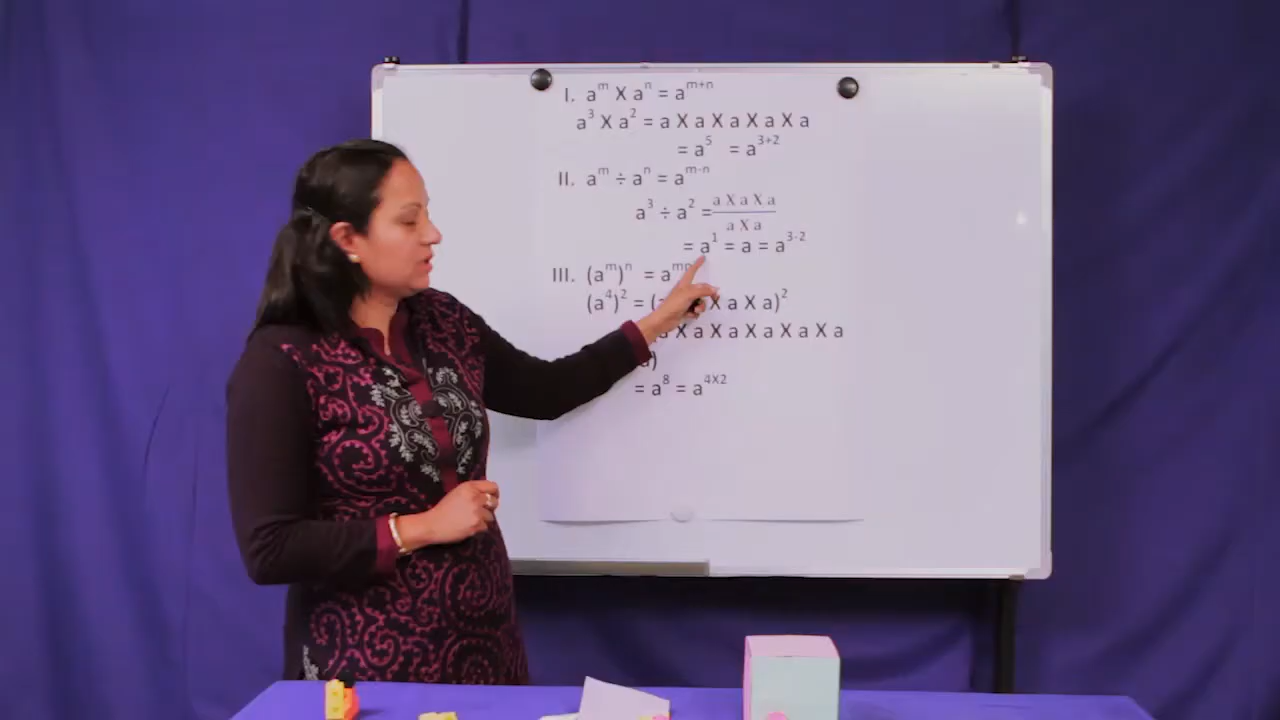 I. aᵐ X aⁿ = aᵐ⁺ⁿ
a³ X a² = a X a X a X a X a
= a⁵ = a³⁺²
II. aᵐ ÷ aⁿ = aᵐ⁻ⁿ
a³ ÷ a² = a X a X a
a X a
= a¹ = a = a³⁻²
III. (aᵐ)ⁿ = aᵐⁿ
(a⁴)² = ( X a X a)²
X a X a X a X a X a
a)
= a⁸ = a⁴ˣ²